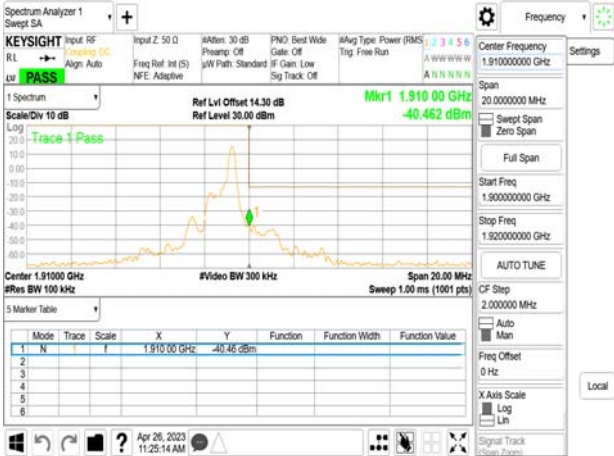 Spectrum Analyzer 1
Swept SA
+
Frequency
KEYSIGHT Input: RF Input Z: 50 Ω #Atten: 30 dB PNO: Best Wide #Avg Type: Power (RMS 1 2 3 4 5 6
RL Coupling: DC Preamp: Off Gate: Off Trig: Free Run A W W W W W
Align: Auto Freq Ref: Int (S) µW Path: Standard IF Gain: Low
LW PASS NFE: Adaptive Sig Track: Off A N N N N N
1 Spectrum
Ref Lvl Offset 14.30 dB Mkr1 1.910 00 GHz
Scale/Div 10 dB Ref Level 30.00 dBm -40.462 dBm
Log Trace 1 Pass
20.0
10.0
0.00
-10.0
-20.0
-30.0
-40.0
-50.0
-60.0
1
Center 1.91000 GHz #Video BW 300 kHz Span 20.00 MHz
#Res BW 100 kHz Sweep 1.00 ms (1001 pts)
5 Marker Table
Mode Trace Scale X Y Function Function Width Function Value
1 N 1 f 1.910 00 GHz -40.46 dBm
2
3
4
5
6
Apr 26, 2023
11:25:14 AM
?
Center Frequency
1.910000000 GHz
Settings
Span
20.0000000 MHz
Swept Span
Zero Span
Full Span
Start Freq
1.900000000 GHz
Stop Freq
1.920000000 GHz
AUTO TUNE
CF Step
2.000000 MHz
Auto
Man
Freq Offset
0 Hz
Local
X Axis Scale
Log
Lin
Signal Track
(Span Zoom)